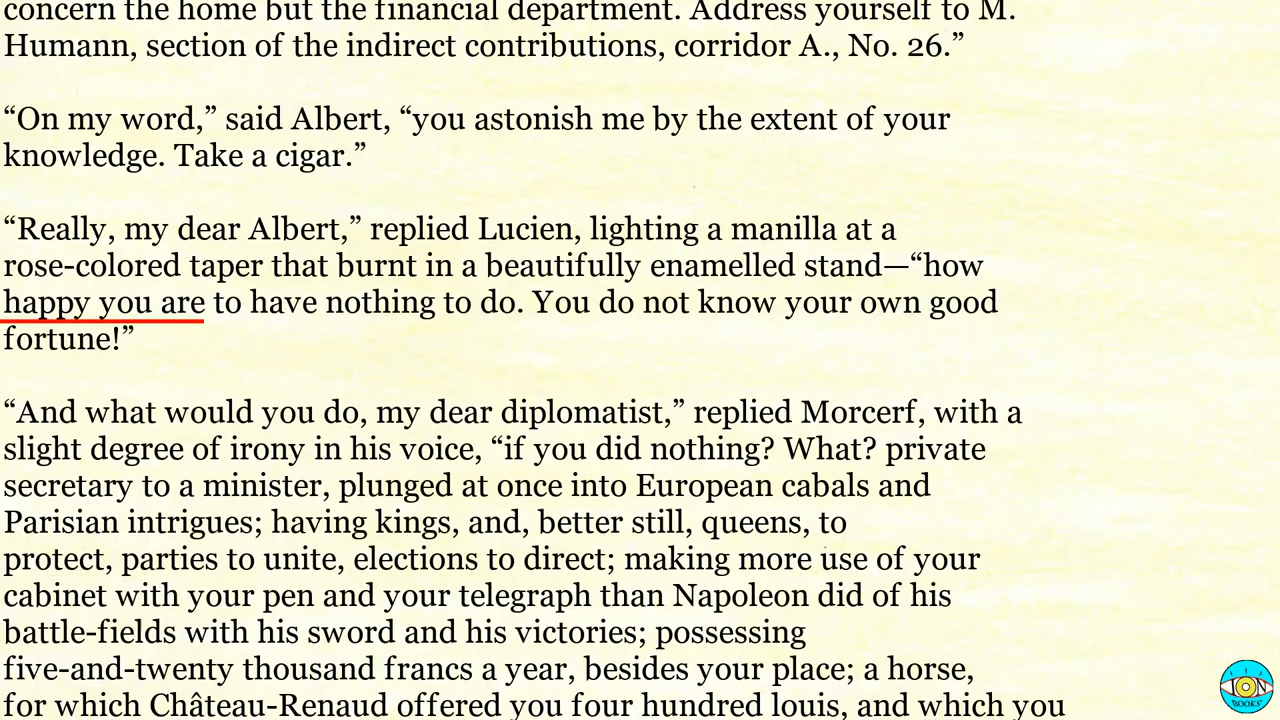 concern the home but the financial department. Address yourself to M.
Humann, section of the indirect contributions, corridor A., No. 26.”
“On my word,” said Albert, “you astonish me by the extent of your
knowledge. Take a cigar.”
“Really, my dear Albert,” replied Lucien, lighting a manilla at a
rose-colored taper that burnt in a beautifully enamelled stand—“how
happy you are to have nothing to do. You do not know your own good
fortune!”
“And what would you do, my dear diplomatist,” replied Morcerf, with a
slight degree of irony in his voice, “if you did nothing? What? private
secretary to a minister, plunged at once into European cabals and
Parisian intrigues; having kings, and, better still, queens, to
protect, parties to unite, elections to direct; making more use of your
cabinet with your pen and your telegraph than Napoleon did of his
battle-fields with his sword and his victories; possessing
five-and-twenty thousand francs a year, besides your place; a horse,
for which Château-Renaud offered you four hundred louis, and which you
ION
BOOKS